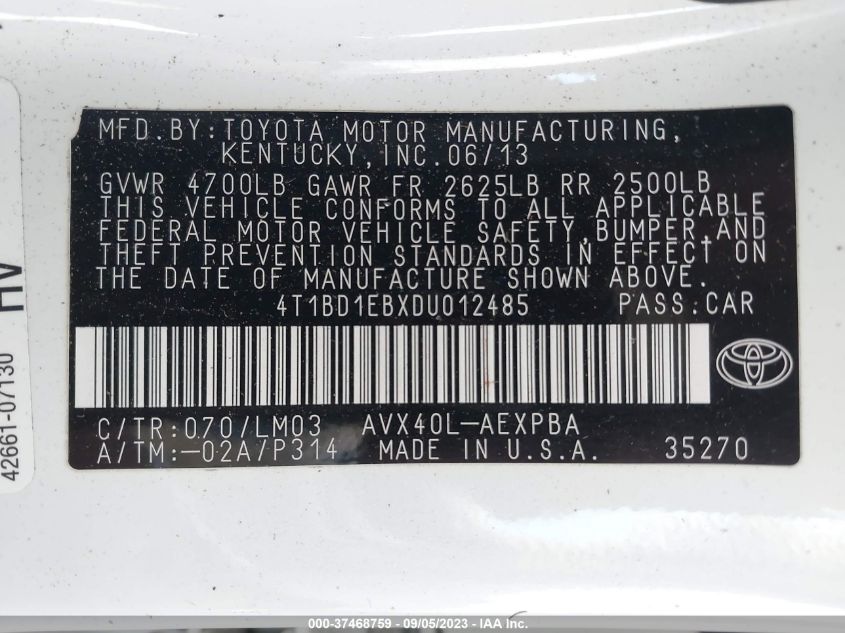 MFD.BY:TOYOTA MOTOR MANUFACTURING,
KENTUCKY,INC.06/13
GVWR 4700LB GAWR FR 2625LB RR 2500LB
THIS VEHICLE CONFORMS TO ALL APPLICABLE
FEDERAL MOTOR VEHICLE SAFETY,BUMPER,AND
THEFT PREVENTION STANDARDS IN EFFECT ON
THE DATE OF MANUFACTURE SHOWN ABOVE.
4T1BD1EBXDU012485 PASS.CAR
C/TR:070/LM03 AVX40L-AEXPBA
A/TM:-02A/P314 MADE IN U.S.A. 35270
42661-07130 HV
000-37468759 - 09/05/2023 - IAAI.com